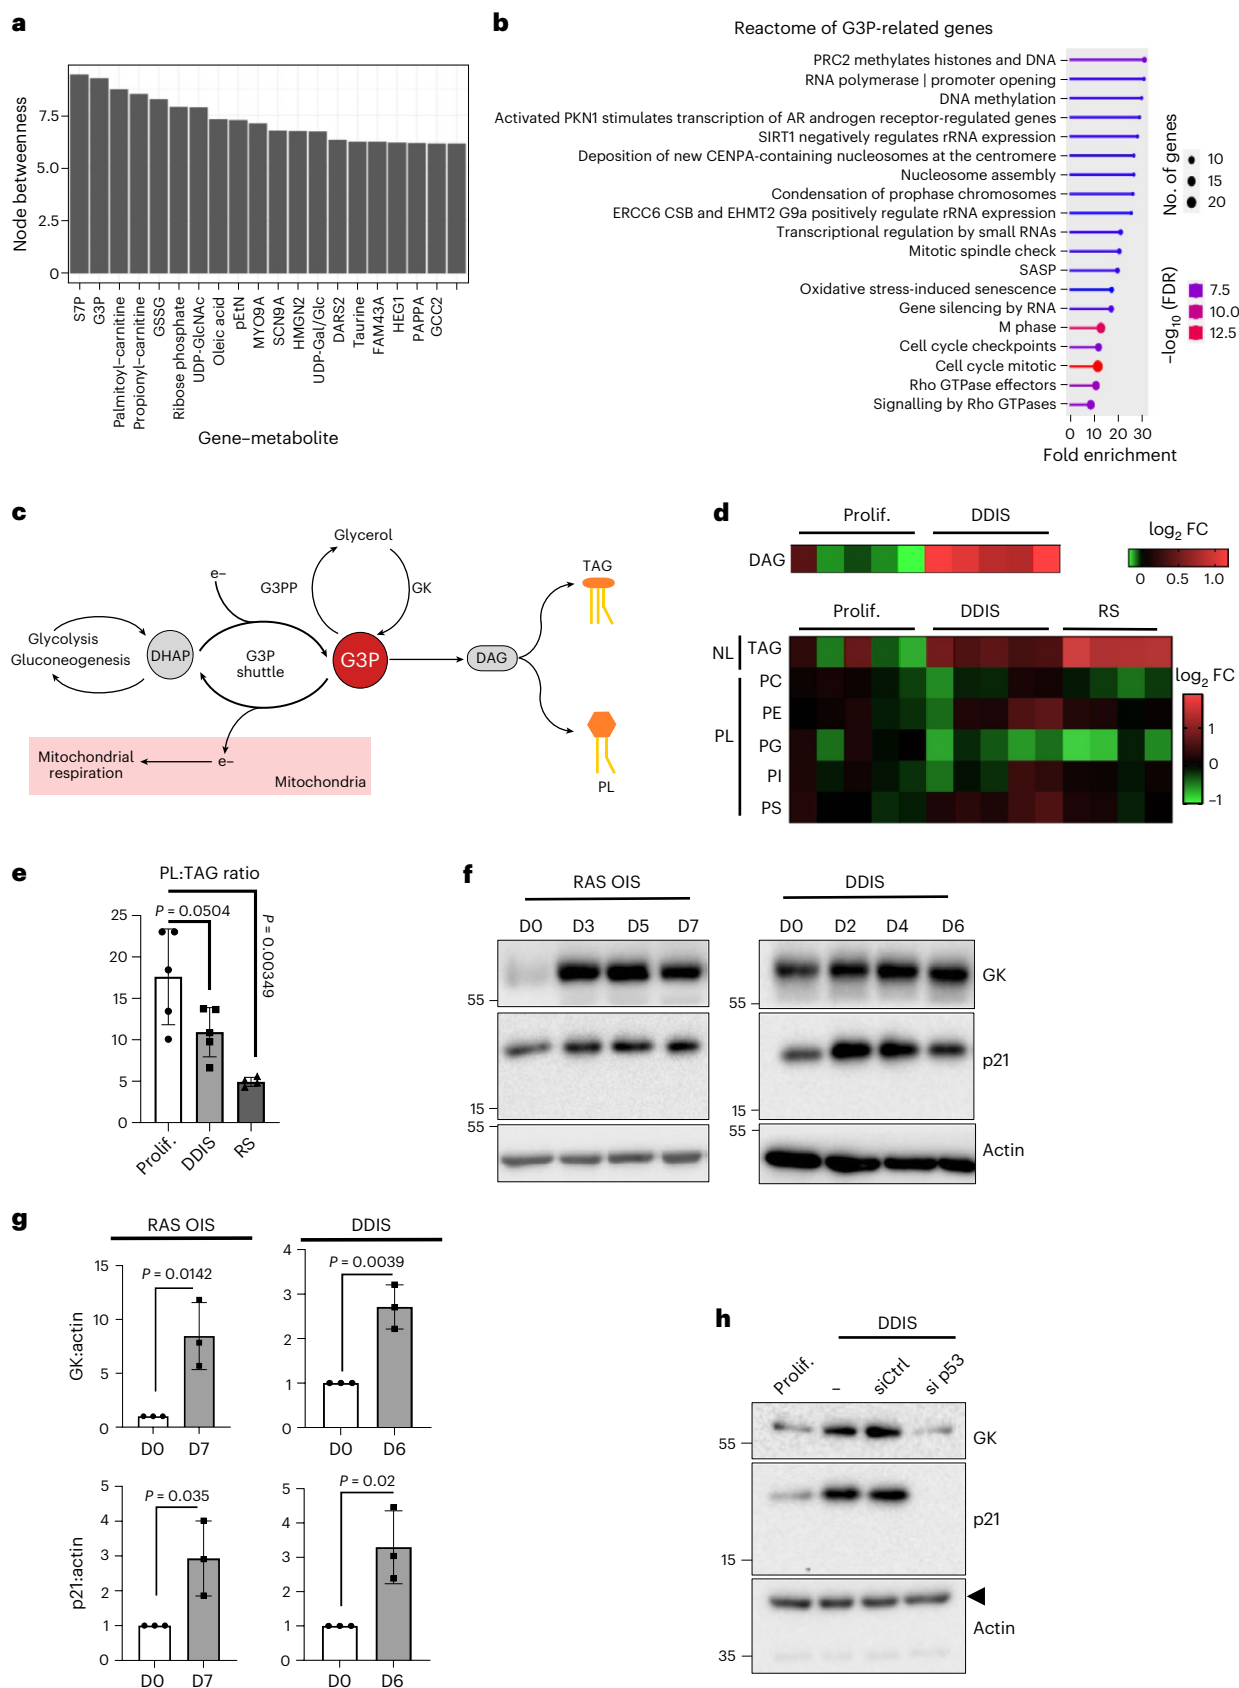 a
Node betweenness
7.5
5.0
2.5
0
S7P
G3P
Palmitoyl–carnitine
Propionyl–carnitine
GSSG
Ribose phosphate
UDP-GlcNAc
Oleic acid
pEtN
MYO9A
SCN9A
HMGN2
UDP-Gal/Glc
DARS2
Taurine
FAM43A
HEG1
PAPPA
GCC2
Gene–metabolite
b
Reactome of G3P-related genes
PRC2 methylates histones and DNA
RNA polymerase | promoter opening
DNA methylation
Activated PKN1 stimulates transcription of AR androgen receptor-regulated genes
SIRT1 negatively regulates rRNA expression
Deposition of new CENPA-containing nucleosomes at the centromere
Nucleosome assembly
Condensation of prophase chromosomes
ERCC6 CSB and EHMT2 G9a positively regulate rRNA expression
Transcriptional regulation by small RNAs
Mitotic spindle check
SASP
Oxidative stress-induced senescence
Gene silencing by RNA
M phase
Cell cycle checkpoints
Cell cycle mitotic
Rho GTPase effectors
Signalling by Rho GTPases
0 10 20 30
Fold enrichment
No. of genes
10
15
20
–log10 (FDR)
7.5
10.0
12.5
c
Glycerol
e–
G3PP
GK
TAG
Glycolysis
Gluconeogenesis
DHAP
G3P
shuttle
G3P
DAG
Mitochondrial
respiration
e–
Mitochondria
PL
d
Prolif. DDIS
DAG
log2 FC
0 0.5 1.0
Prolif. DDIS RS
NL
TAG
PL
PC
PE
PG
PI
PS
log2 FC
1
0
–1
e
PL:TAG ratio
P = 0.0504
P = 0.00349
25
20
15
10
5
0
Prolif.
DDIS
RS
f
RAS OIS
D0 D3 D5 D7
55
15
55
DDIS
D0 D2 D4 D6
55
15
55
GK
p21
Actin
g
RAS OIS
DDIS
GK:actin
15
10
5
0
P = 0.0142
D0 D7
4
3
2
1
0
P = 0.0039
D0 D6
p21:actin
5
4
3
2
1
0
P = 0.035
D0 D7
5
4
3
2
1
0
P = 0.02
D0 D6
h
DDIS
Prolif.
–
siCtrl
si p53
55
GK
15
p21
35
Actin